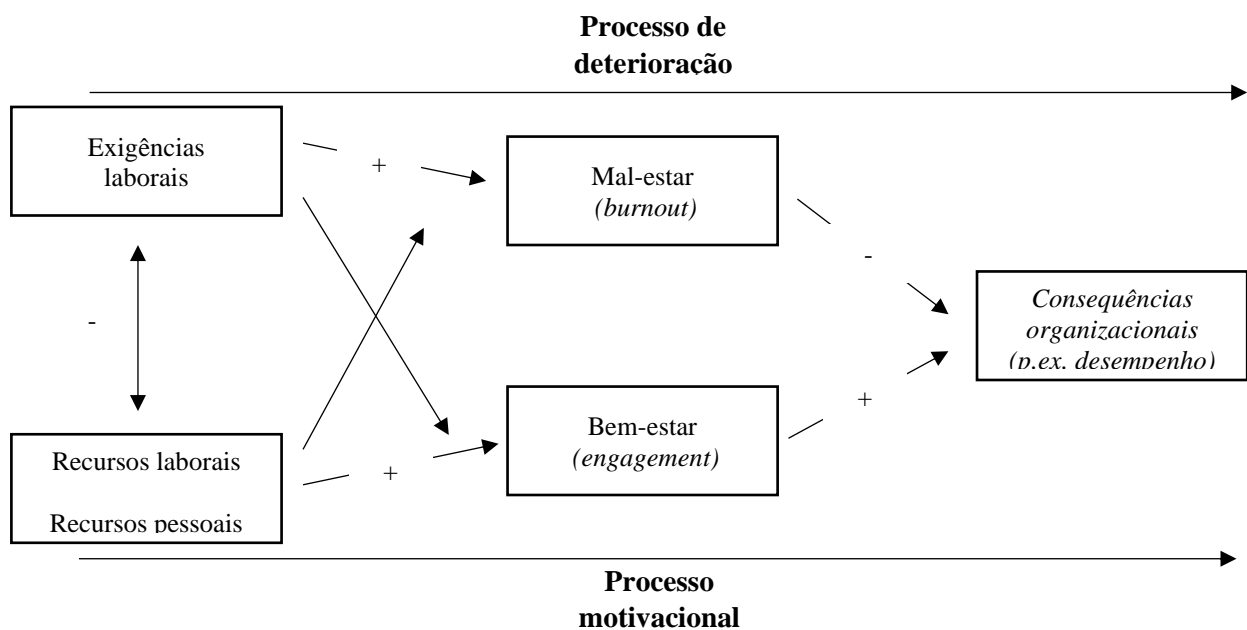 Processo de
deterioração
Exigências
laborais
+
Mal-estar
(burnout)
-
-
Consequências
organizacionais
(p.ex. desempenho)
Recursos laborais
Recursos pessoais
+
Bem-estar
(engagement)
+
Processo
motivacional